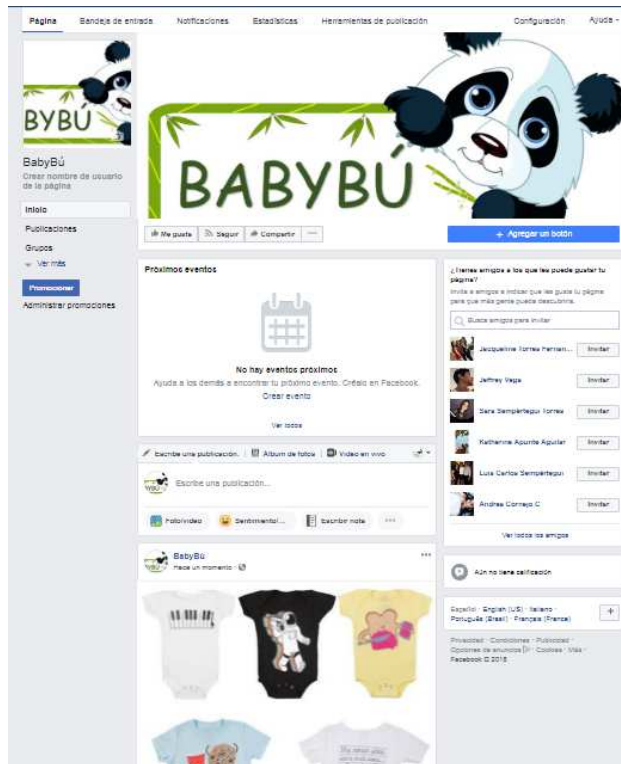 Página Bandeja de entrada Notificaciones Estadísticas Herramientas de publicación Configuración Ayuda
BABYBÚ
BYBÚ
BabyBú
Crear nombre de usuario
de la página
Inicio
Publicaciones
Grupos
Ver más
Promocionar
Administrar promociones
Me gusta Seguir Compartir
+ Agregar un botón
Próximos eventos
No hay eventos próximos
Ayuda a los demás a encontrar tu próximo evento. Créalo en Facebook.
Crear evento
Ver todos
Escribe una publicación. Álbum de fotos Video en vivo
Escribe una publicación...
Foto/video Sentimiento/... Escribir nota
BabyBú
Hace un momento
¿Tienes amigos a los que les puede gustar tu
página?
Invita a amigos a indicar que les gusta tu página
para que más gente pueda descubrirla.
Busca amigos para invitar
Jacqueline Torres Fernan... Invitar
Jeffrey Vega Invitar
Sara Sempértegui Torres Invitar
Katherine Apunte Aguilar Invitar
Luis Carlos Sempértegui Invitar
Andrea Cornejo C Invitar
Ver todos los amigos
Aún no tiene calificación
Español · English (US) · Italiano ·
Português (Brasil) · Français (France)
+
Privacidad · Condiciones · Publicidad ·
Opciones de anuncios · Cookies · Más ·
Facebook © 2018